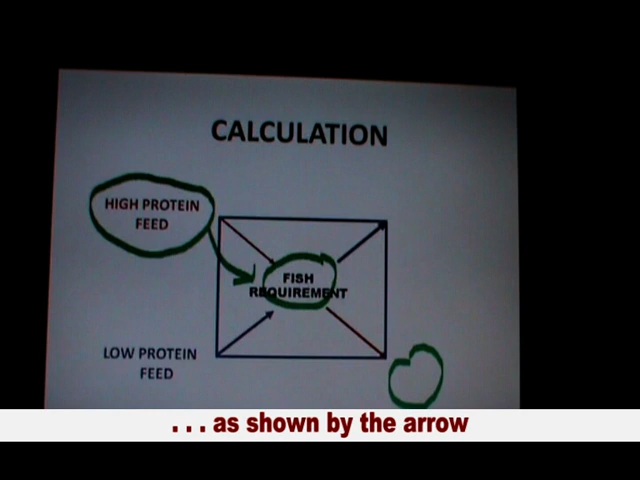 CALCULATION
HIGH PROTEIN
FEED
FISH
REQUIREMENT
LOW PROTEIN
FEED
. . . as shown by the arrow